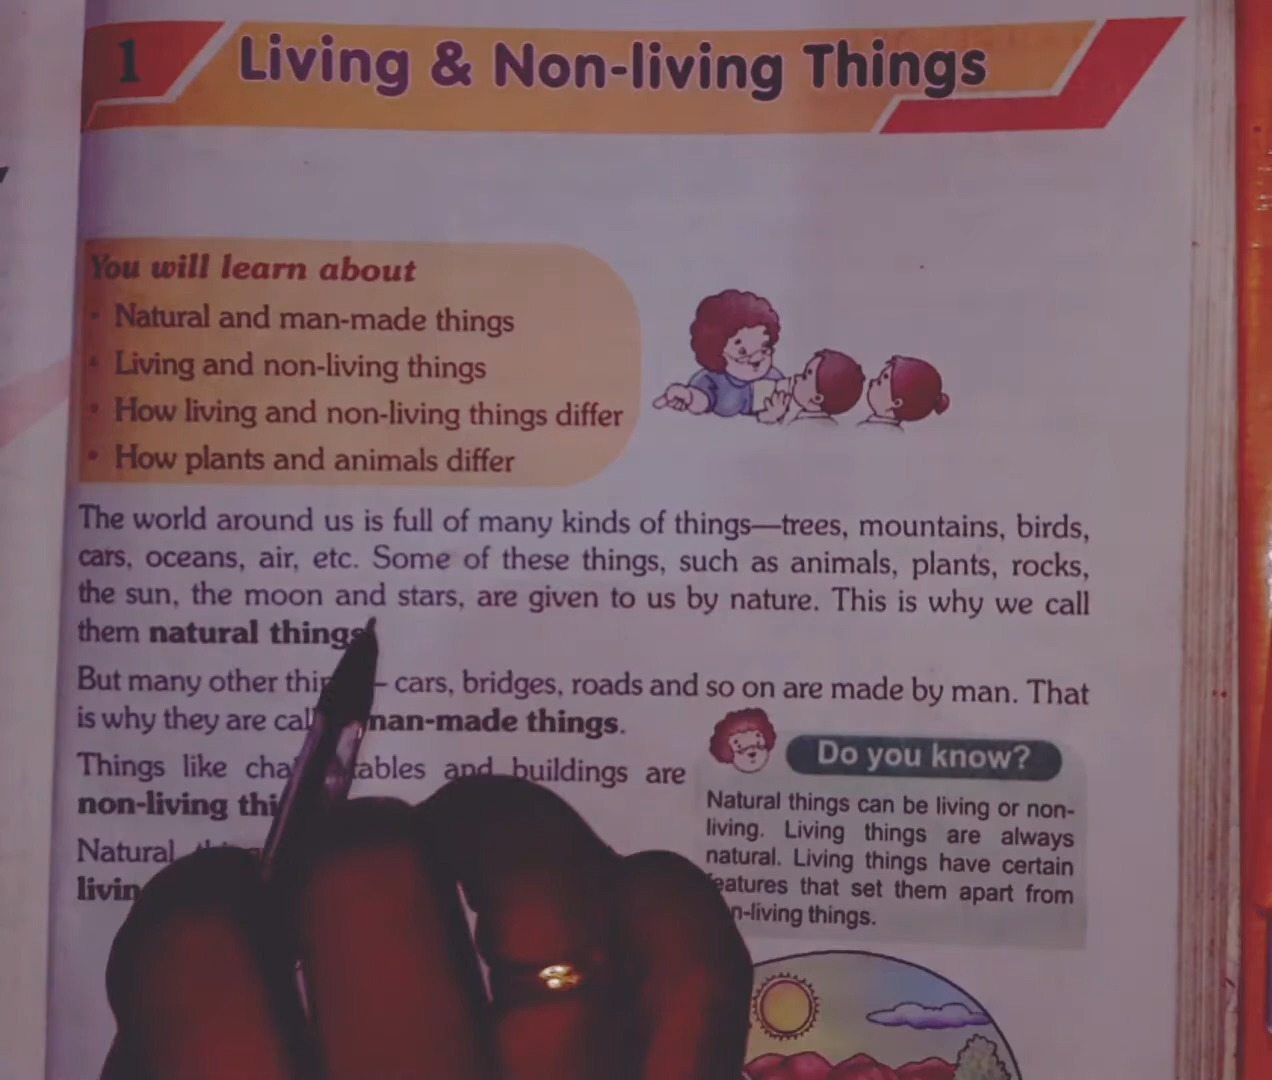 1
Living & Non-living Things
You will learn about
• Natural and man-made things
• Living and non-living things
• How living and non-living things differ
• How plants and animals differ
The world around us is full of many kinds of things—trees, mountains, birds,
cars, oceans, air, etc. Some of these things, such as animals, plants, rocks,
the sun, the moon and stars, are given to us by nature. This is why we call
them natural things
But many other – cars, bridges, roads and so on are made by man. That
is why they are man-made things.
Things like tables and buildings are
non-living
Natural
Do you know?
Natural things can be living or non-
living. Living things are always
natural. Living things have certain
features that set them apart from
things.